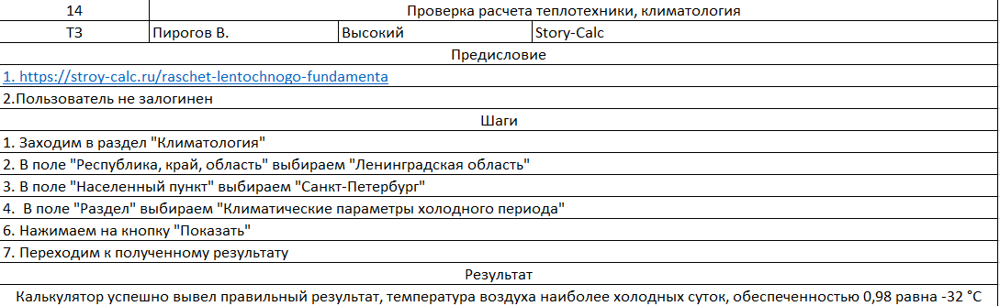 14 Проверка расчета теплотехники, климатология
ТЗ Пирогов В. Высокий Story-Calc
Предисловие
1. https://stroy-calc.ru/raschet-lentochnogo-fundamenta
2.Пользователь не залогинен
Шаги
1. Заходим в раздел "Климатология"
2. В поле "Республика, край, область" выбираем "Ленинградская область"
3. В поле "Населенный пункт" выбираем "Санкт-Петербург"
4.  В поле "Раздел" выбираем "Климатические параметры холодного периода"
6. Нажимаем на кнопку "Показать"
7. Переходим к полученному результату
Результат
Калькулятор успешно вывел правильный результат, температура воздуха наиболее холодных суток, обеспеченностью 0,98 равна -32 °C